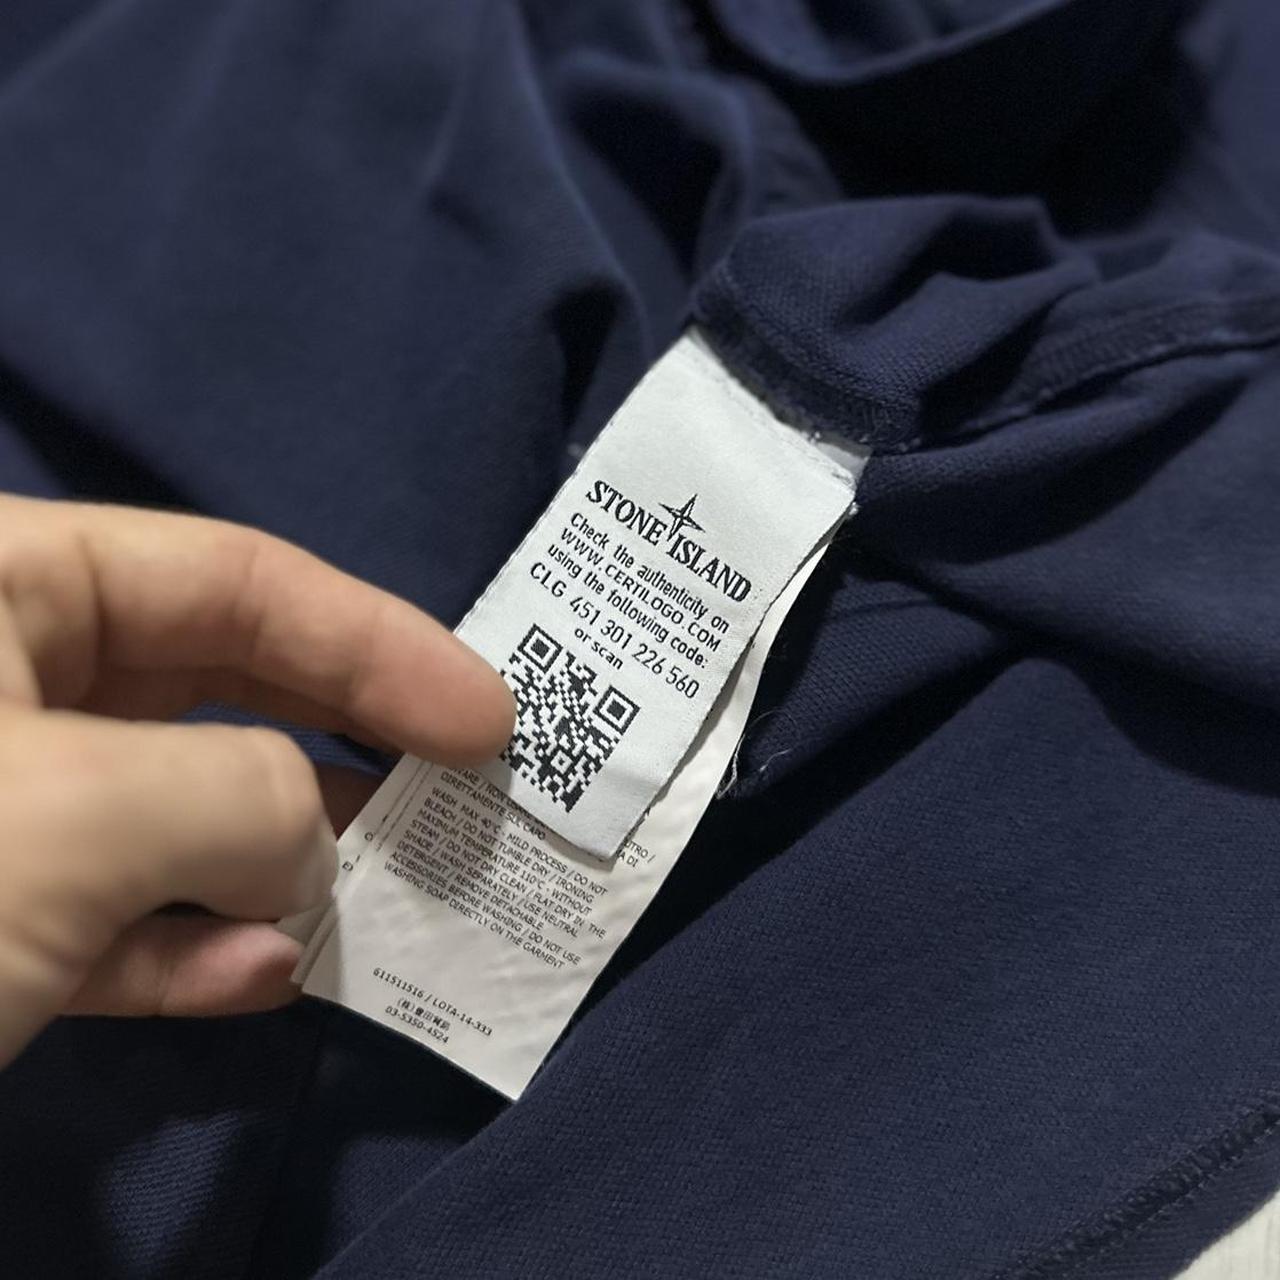 STONE ISLAND
Check the authenticity on
WWW.CERTILOGO.COM
using the following code:
CLG 451 301 226 560
or scan
DIRETTAMENTE SUL CAPO
WASH MAX 40°C - MILD PROCESS / DO NOT
BLEACH / DO NOT TUMBLE DRY / IRONING
MAXIMUM TEMPERATURE 110°C - WITHOUT
STEAM / DO NOT DRY CLEAN / FLAT DRY IN THE
SHADE / WASH SEPARATELY / USE NEUTRAL
DETERGENT / REMOVE DETACHABLE
ACCESSORIES BEFORE WASHING / DO NOT USE
WASHING SOAP DIRECTLY ON THE GARMENT
611511516 / LOTA-14-333
03-5350-4524